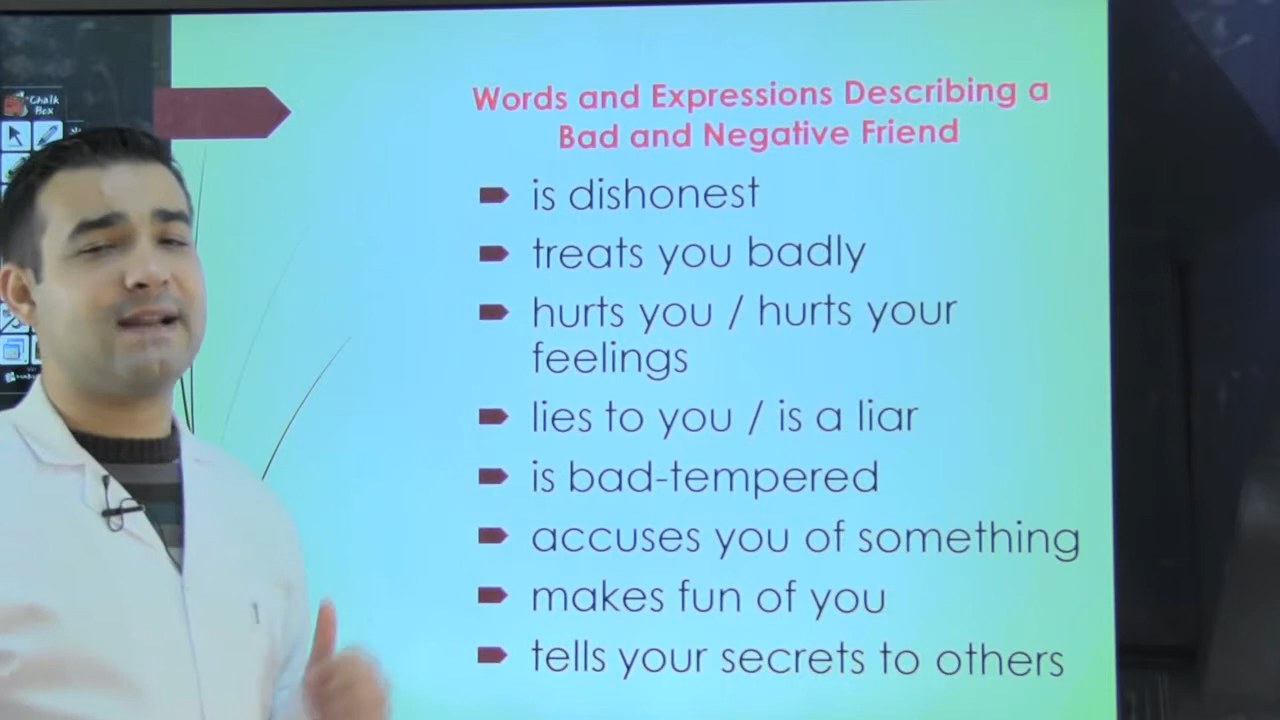 Chalk
Box
Words and Expressions Describing a
Bad and Negative Friend
is dishonest
treats you badly
hurts you / hurts your
feelings
lies to you / is a liar
is bad-tempered
accuses you of something
makes fun of you
tells your secrets to others